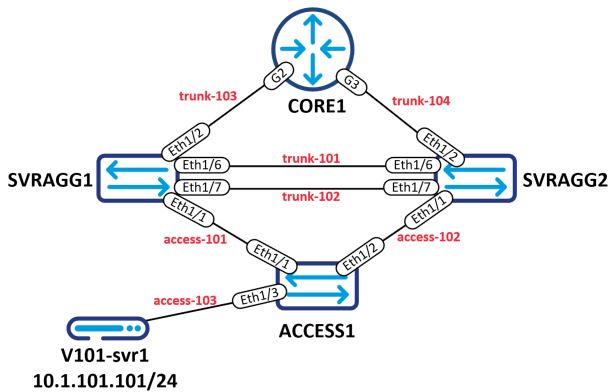 G2
G3
CORE1
trunk-103
trunk-104
Eth1/2
Eth1/2
Eth1/6
trunk-101
Eth1/6
SVRAGG1
SVRAGG2
Eth1/7
trunk-102
Eth1/7
Eth1/1
Eth1/1
access-101
access-102
Eth1/1
Eth1/2
access-103
Eth1/3
ACCESS1
V101-svr1
10.1.101.101/24